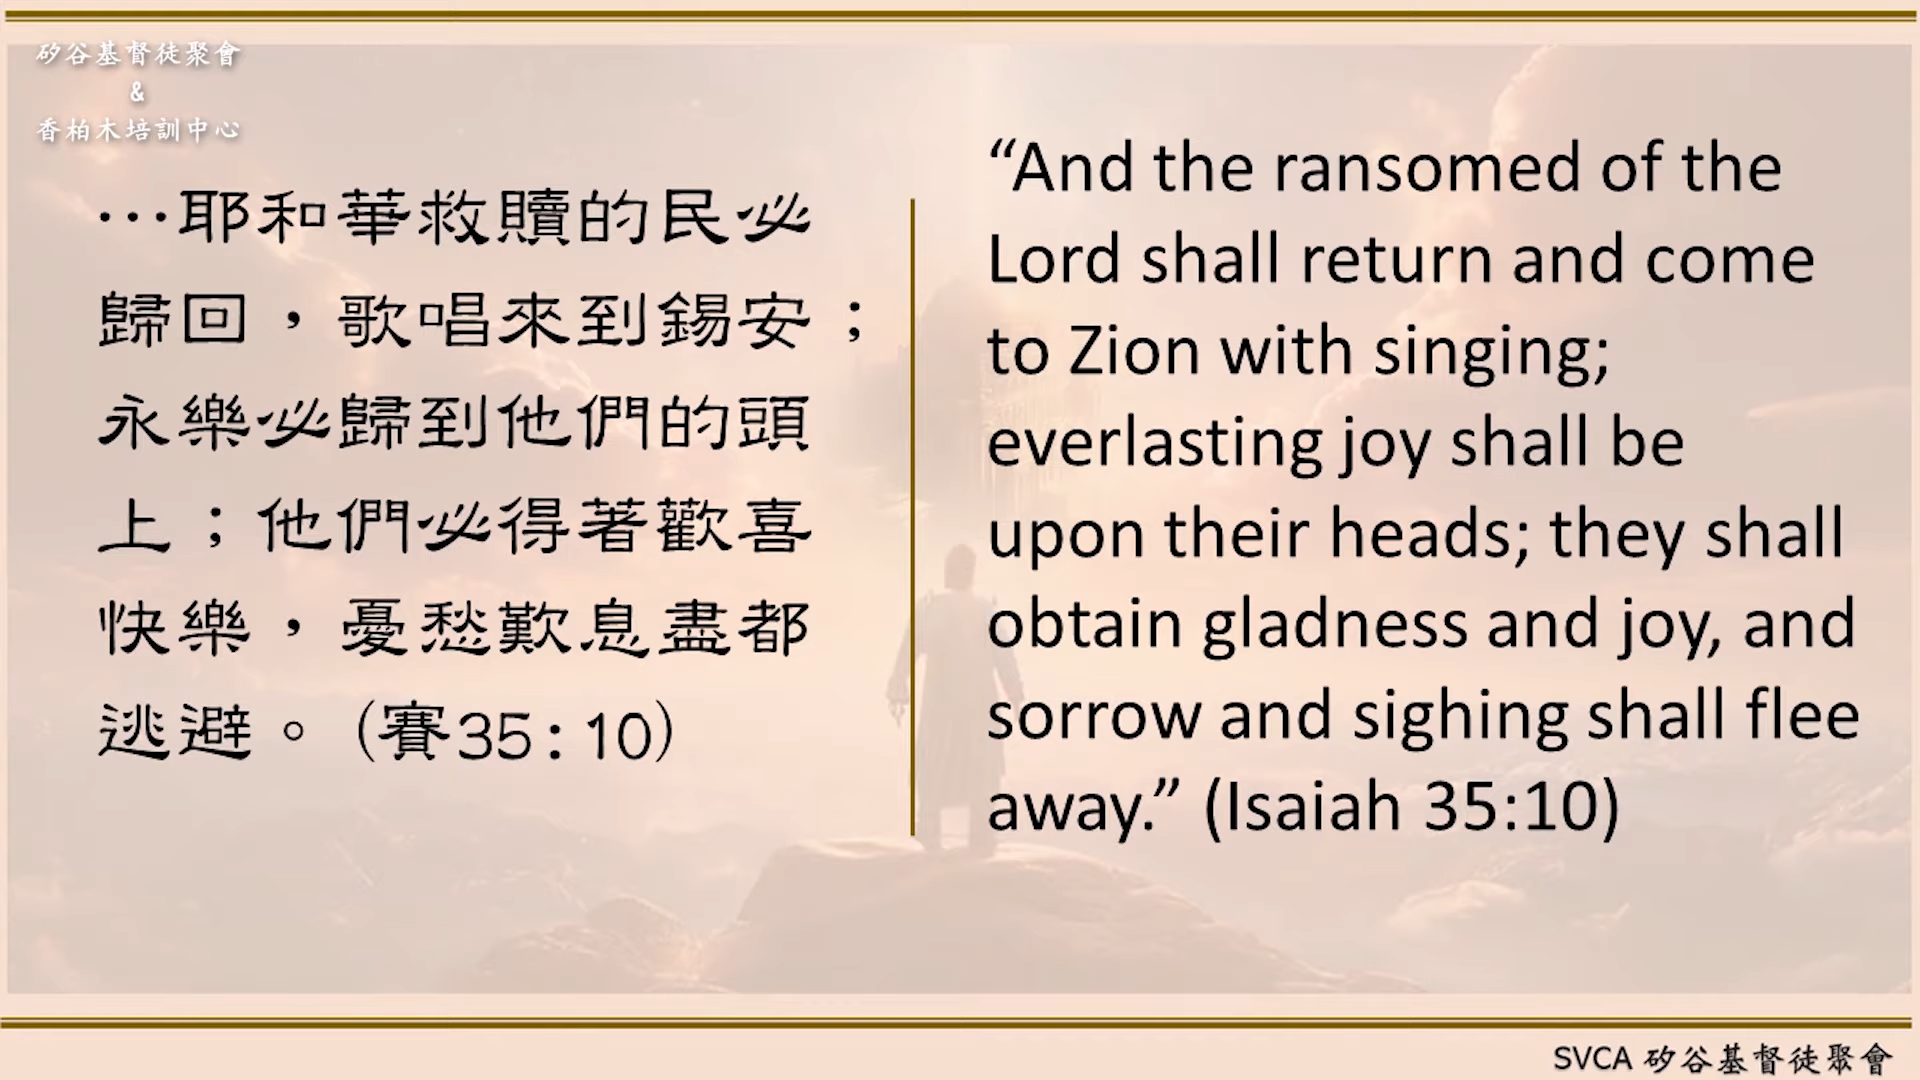 矽谷基督徒聚會
&
香柏木培訓中心
…耶和華救贖的民必
歸回，歌唱來到錫安；
永樂必歸到他們的頭
上；他們必得著歡喜
快樂，憂愁歎息盡都
逃避。(賽35:10)
“And the ransomed of the
Lord shall return and come
to Zion with singing;
everlasting joy shall be
upon their heads; they shall
obtain gladness and joy, and
sorrow and sighing shall flee
away.” (Isaiah 35:10)
SVCA 矽谷基督徒聚會